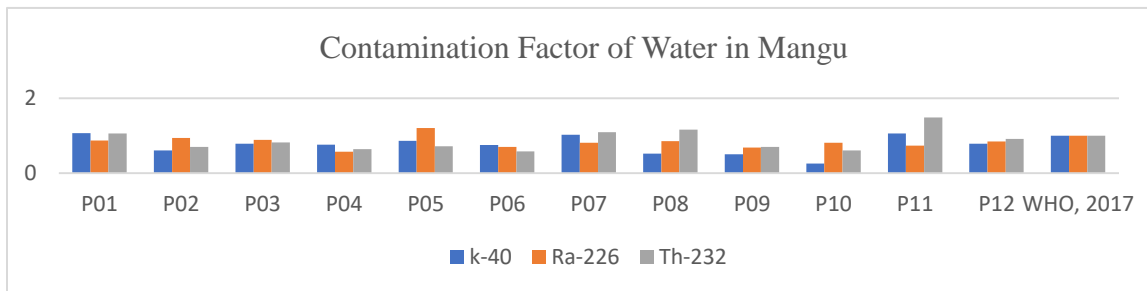 Contamination Factor of Water in Mangu
2
0
P01 P02 P03 P04 P05 P06 P07 P08 P09 P10 P11 P12 WHO, 2017
k-40 Ra-226 Th-232